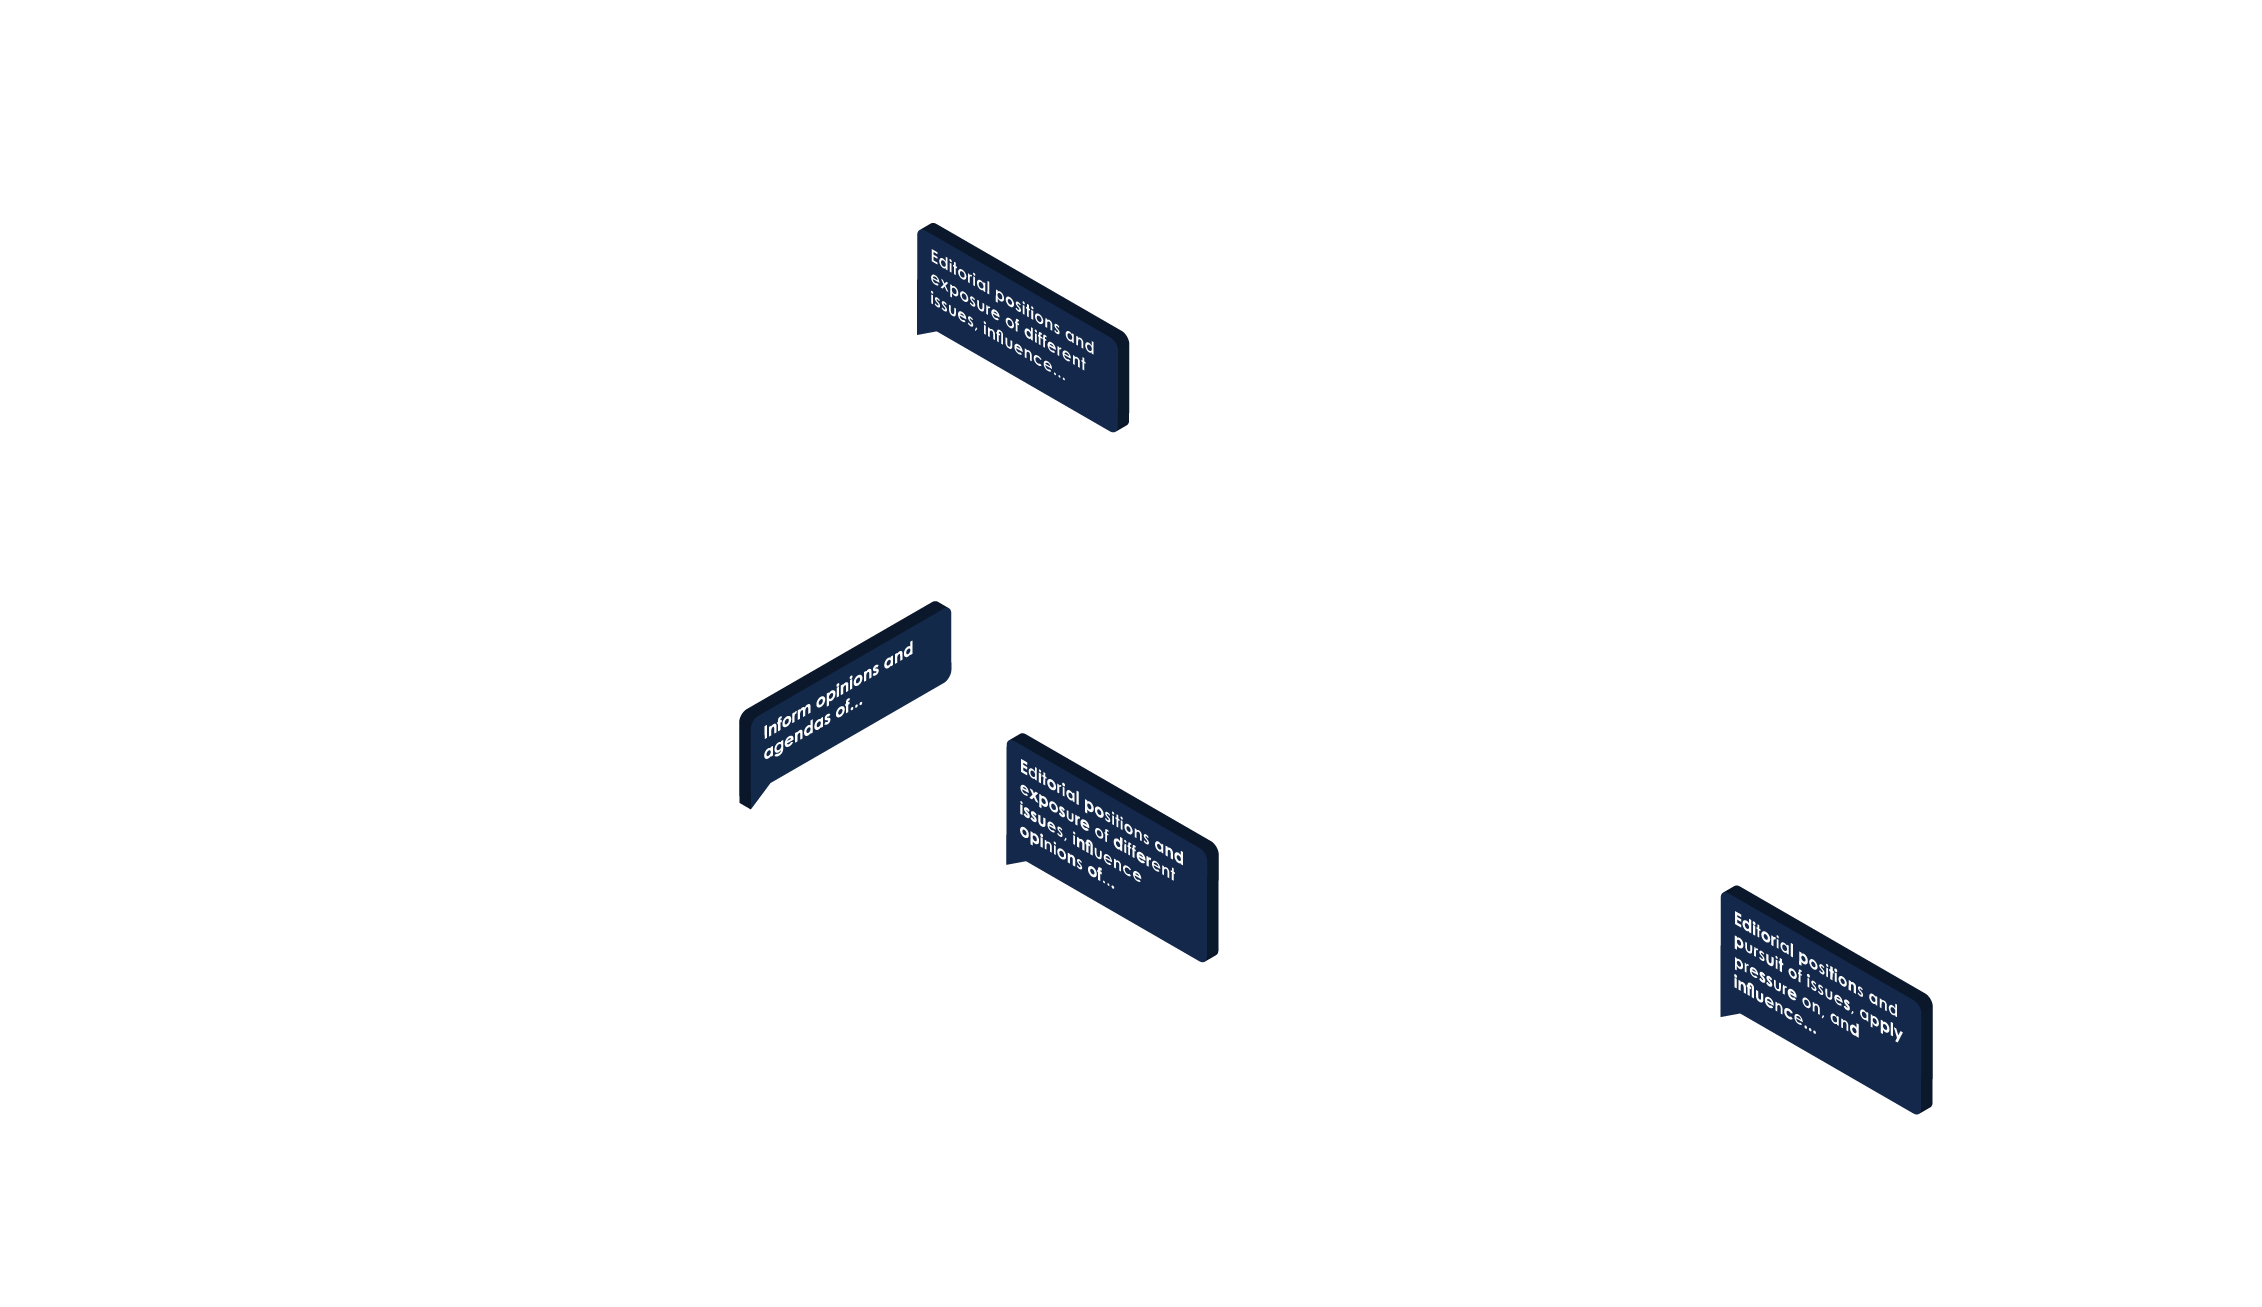 Editorial positions and
exposure of different
issues, influence...
Inform opinions and
agendas of...
Editorial positions and
exposure of different
issues, influence
opinions of...
Editorial positions and
pursuit of issues, apply
pressure on, and
influence...